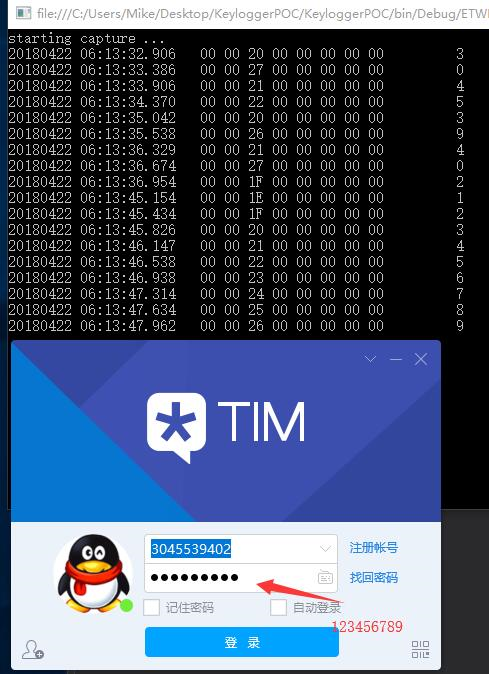 file:///C:/Users/Mike/Desktop/KeyloggerPOC/KeyloggerPOC/bin/Debug/ETWI
starting capture ...
20180422 06:13:32.906 00 00 20 00 00 00 00 00 3
20180422 06:13:33.386 00 00 27 00 00 00 00 00 0
20180422 06:13:33.906 00 00 21 00 00 00 00 00 4
20180422 06:13:34.370 00 00 22 00 00 00 00 00 5
20180422 06:13:35.042 00 00 20 00 00 00 00 00 3
20180422 06:13:35.538 00 00 26 00 00 00 00 00 9
20180422 06:13:36.329 00 00 21 00 00 00 00 00 4
20180422 06:13:36.674 00 00 27 00 00 00 00 00 0
20180422 06:13:36.954 00 00 1F 00 00 00 00 00 2
20180422 06:13:45.154 00 00 1E 00 00 00 00 00 1
20180422 06:13:45.434 00 00 1F 00 00 00 00 00 2
20180422 06:13:45.826 00 00 20 00 00 00 00 00 3
20180422 06:13:46.147 00 00 21 00 00 00 00 00 4
20180422 06:13:46.538 00 00 22 00 00 00 00 00 5
20180422 06:13:46.938 00 00 23 00 00 00 00 00 6
20180422 06:13:47.314 00 00 24 00 00 00 00 00 7
20180422 06:13:47.634 00 00 25 00 00 00 00 00 8
20180422 06:13:47.962 00 00 26 00 00 00 00 00 9
TIM
3045539402 注册帐号
●●●●●●●●● 找回密码
记住密码 自动登录
123456789
登 录